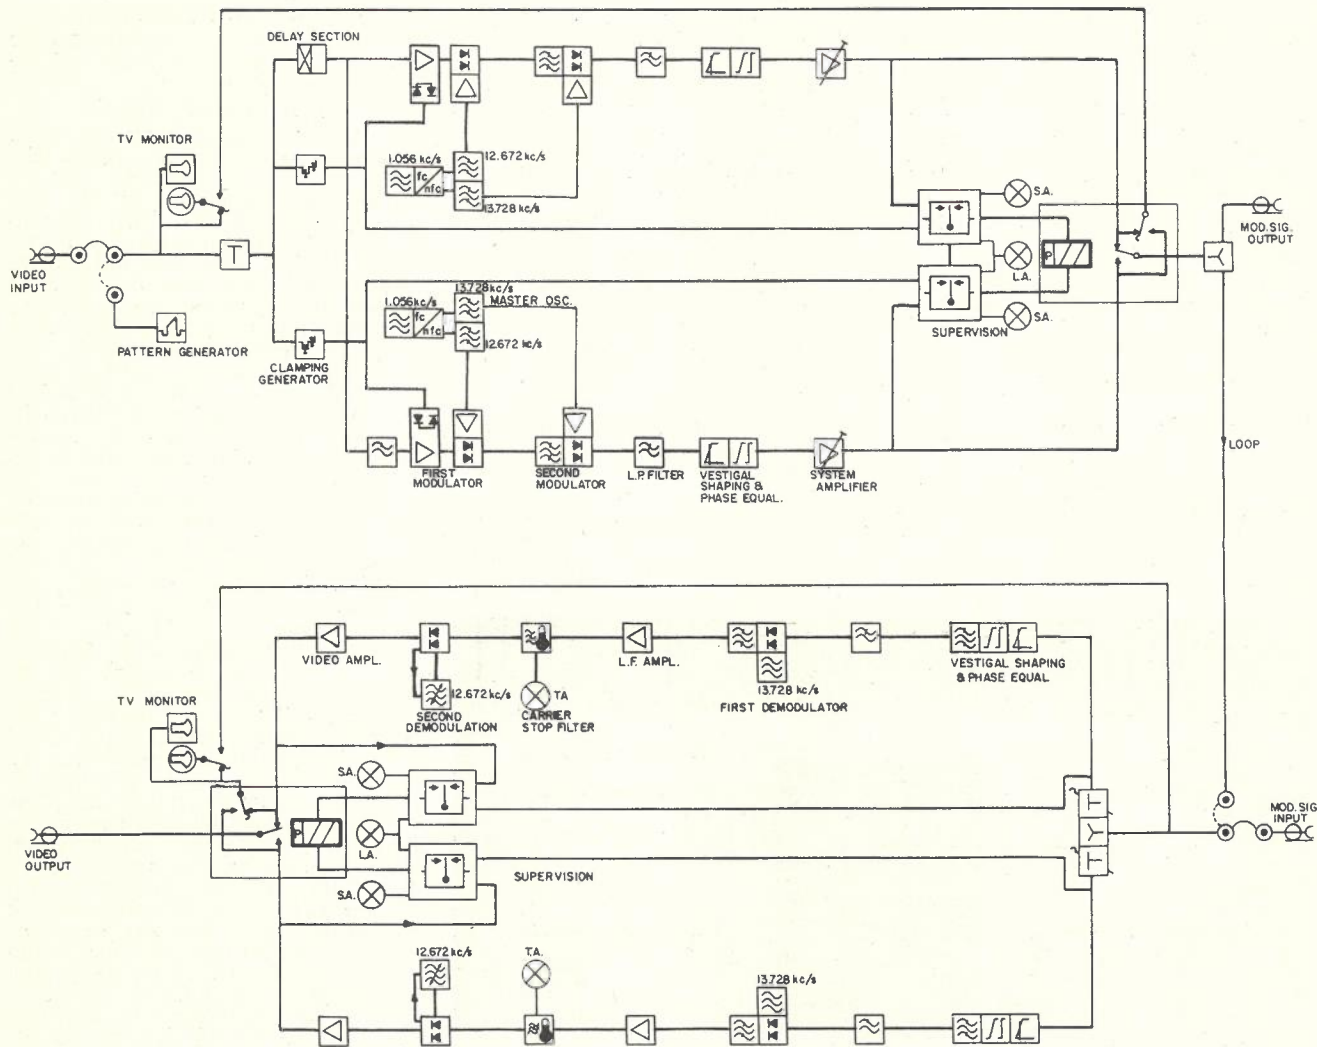 DELAY SECTION
TV MONITOR
1.056 kc/s
fc
nfc
12.672 kc/s
13.728 kc/s
S.A.
MOD. SIG.
OUTPUT
VIDEO
INPUT
T
P
L.A.
Y
13.728 kc/s
1.056 kc/s
MASTER OSC.
fc
nfc
12.672 kc/s
S.A.
SUPERVISION
PATTERN GENERATOR
CLAMPING
GENERATOR
LOOP
FIRST
MODULATOR
SECOND
MODULATOR
L.P. FILTER
VESTIGAL
SHAPING &
PHASE EQUAL.
SYSTEM
AMPLIFIER
VIDEO AMPL.
L.F. AMPL.
VESTIGAL SHAPING
& PHASE EQUAL
12.672 kc/s
TA
13.728 kc/s
FIRST DEMODULATOR
TV MONITOR
SECOND
DEMODULATION
CARRIER
STOP FILTER
S.A.
T
MOD. SIG
INPUT
P
Y
L.A.
VIDEO
OUTPUT
T
SUPERVISION
S.A.
12.672 kc/s
T.A.
13.728 kc/s